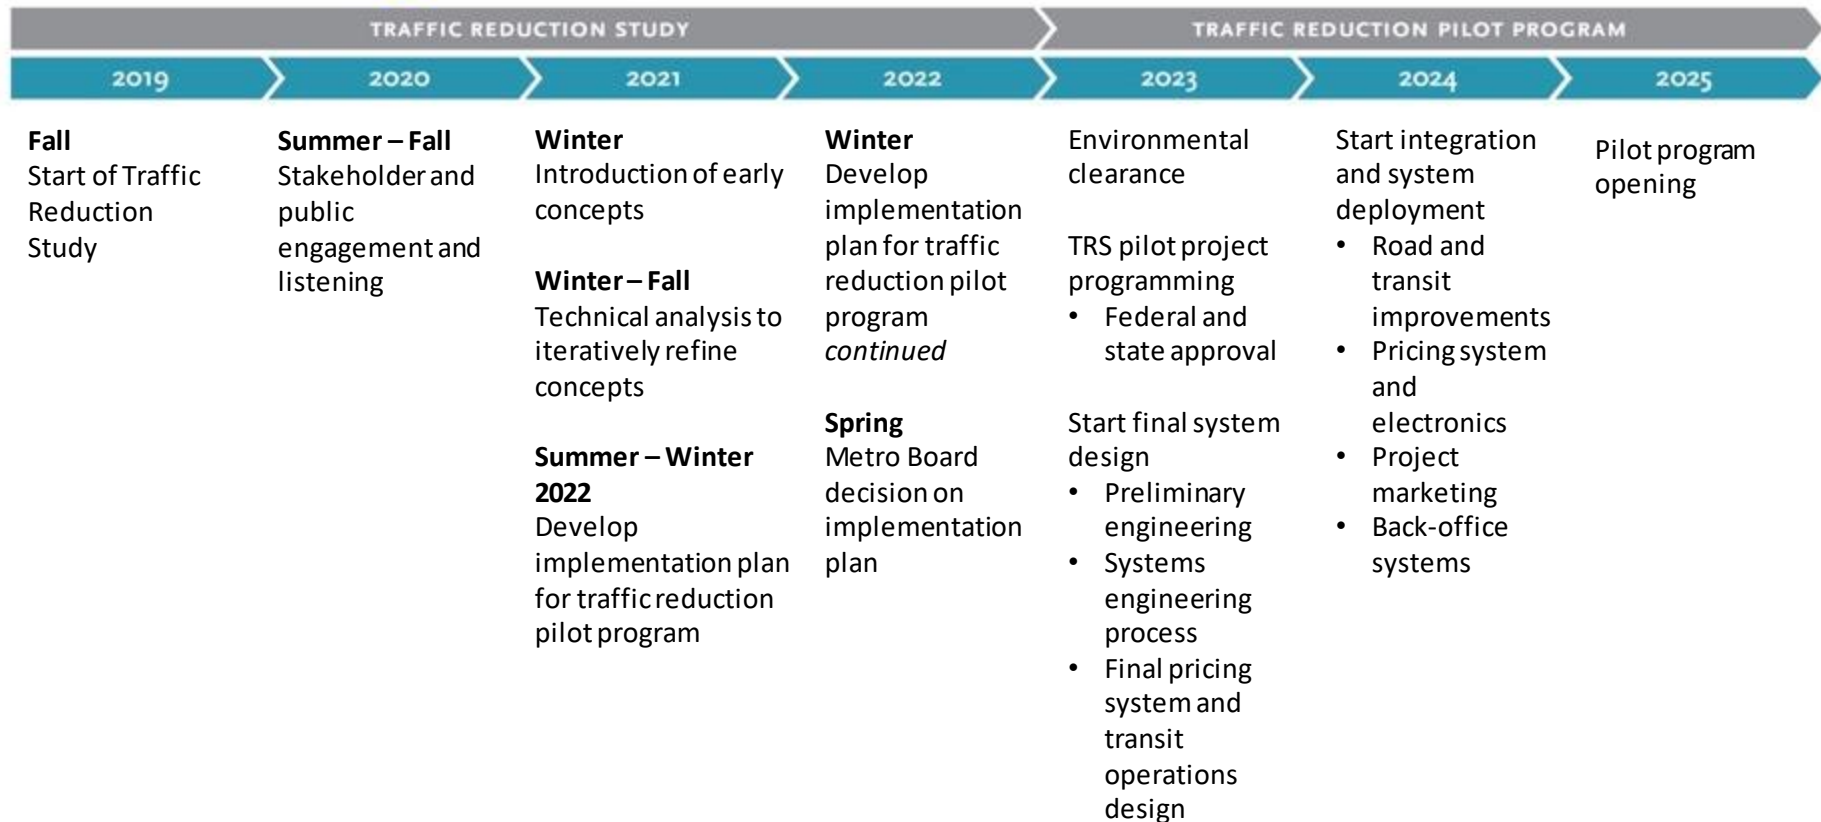 TRAFFIC REDUCTION STUDY
TRAFFIC REDUCTION PILOT PROGRAM
2019
2020
2021
2022
2023
2024
2025
Fall
Start of Traffic
Reduction
Study
Summer – Fall
Stakeholder and
public
engagement and
listening
Winter
Introduction of early
concepts
Winter – Fall
Technical analysis to
iteratively refine
concepts
Summer – Winter
2022
Develop
implementation plan
for traffic reduction
pilot program
Winter
Develop
implementation
plan for traffic
reduction pilot
program
continued
Spring
Metro Board
decision on
implementation
plan
Environmental
clearance
TRS pilot project
programming
• Federal and
state approval
Start final system
design
• Preliminary
engineering
• Systems
engineering
process
• Final pricing
system and
transit
operations
design
Start integration
and system
deployment
• Road and
transit
improvements
• Pricing system
and
electronics
• Project
marketing
• Back-office
systems
Pilot program
opening